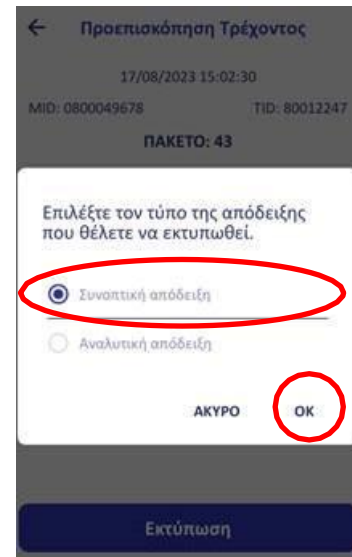 Προεπισκόπηση Τρέχοντος
17/08/2023 15:02:30
MID: 0800049678 TID: 80012247
ΠΑΚΕΤΟ: 43
Επιλέξτε τον τύπο της απόδειξης
που θέλετε να εκτυπωθεί.
Συνοπτική απόδειξη
Αναλυτική απόδειξη
ΑΚΥΡΟ ΟΚ
Εκτύπωση